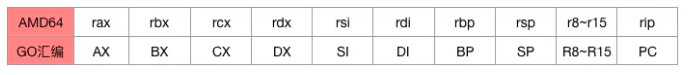 AMD64 rax rbx rcx rdx rsi rdi rbp rsp r8~r15 rip
GO汇编 AX BX CX DX SI DI BP SP R8~R15 PC